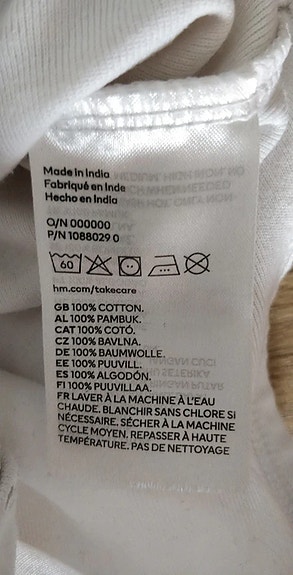 Made in India
Fabriqué en Inde
Hecho en India
O/N 000000
P/N 1088029 0
60
hm.com/takecare
GB 100% COTTON.
AL 100% PAMBUK.
CAT 100% COTÓ.
CZ 100% BAVLNA.
DE 100% BAUMWOLLE.
EE 100% PUUVILL.
ES 100% ALGODÓN.
FI 100% PUUVILLAA.
FR LAVER À LA MACHINE À L'EAU
CHAUDE. BLANCHIR SANS CHLORE SI
NÉCESSAIRE. SÉCHER À LA MACHINE
CYCLE MOYEN. REPASSER À HAUTE
TEMPÉRATURE. PAS DE NETTOYAGE